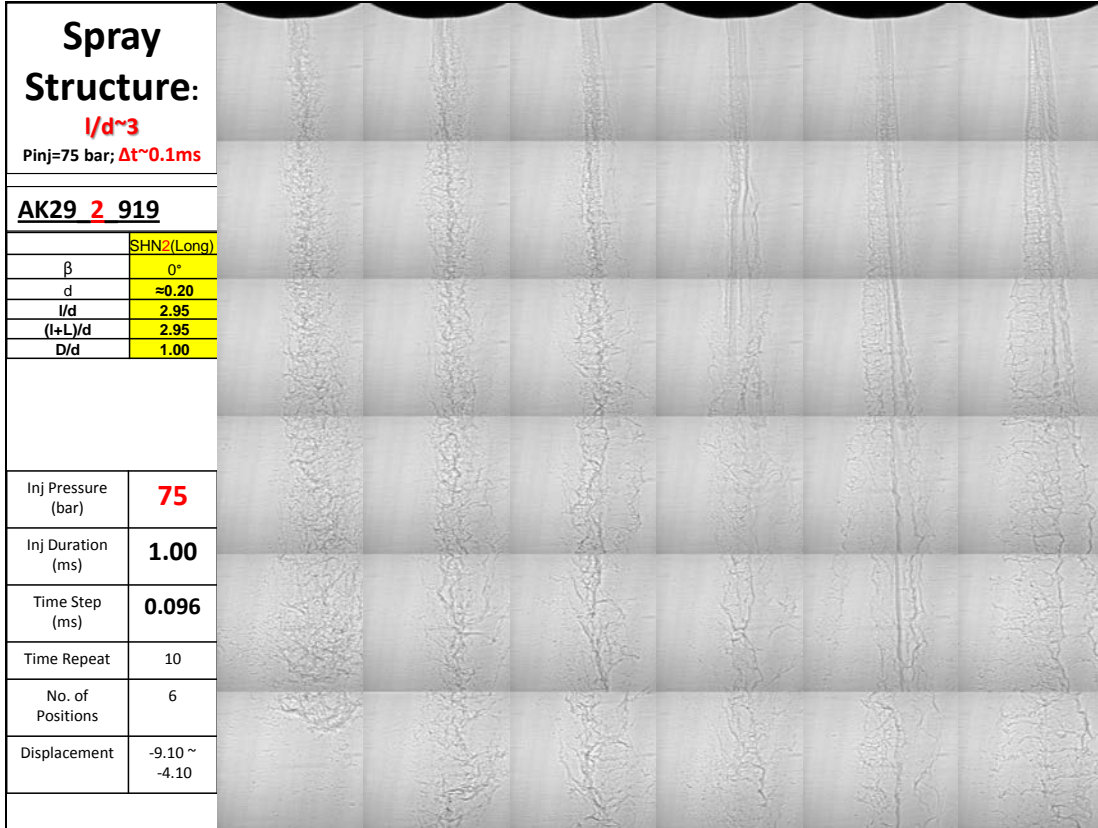 Spray
Structure:
l/d~3
Pinj=75 bar; Δt~0.1ms
AK29_2_919
SHN2(Long)
β 0°
d ≈0.20
l/d 2.95
(l+L)/d 2.95
D/d 1.00
Inj Pressure
(bar) 75
Inj Duration
(ms) 1.00
Time Step
(ms) 0.096
Time Repeat 10
No. of
Positions 6
Displacement -9.10 ~
-4.10